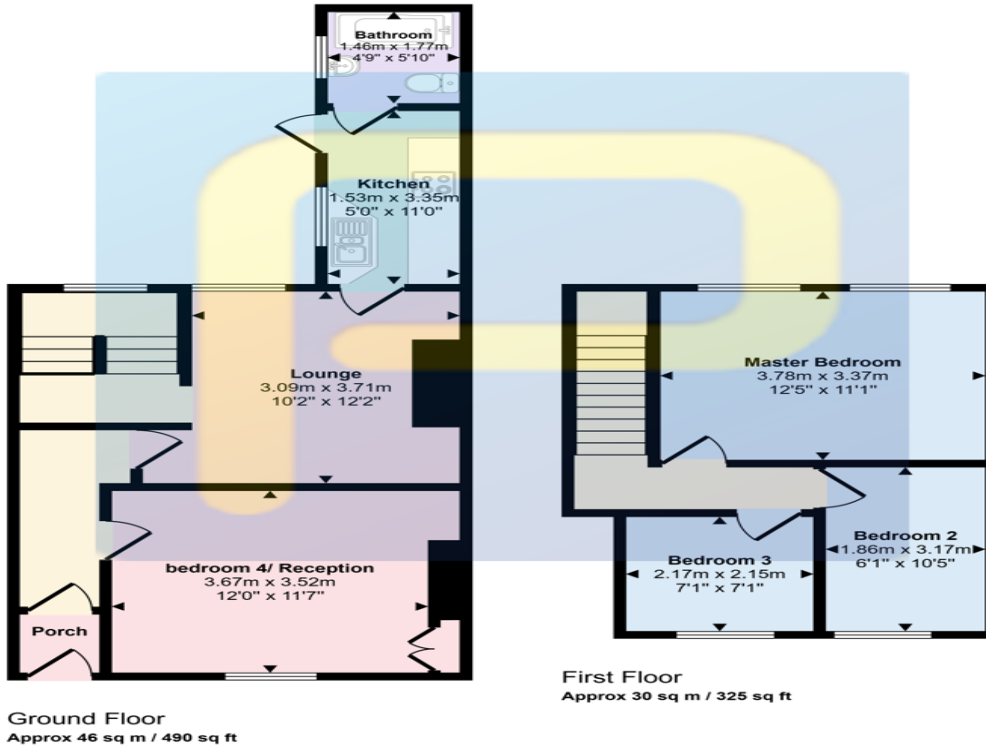 Bathroom
1.46m x 1.77m
4'9" x 5'10"
Kitchen
1.53m x 3.35m
5'0" x 11'0"
Lounge
3.09m x 3.71m
10'2" x 12'2"
bedroom 4/ Reception
3.67m x 3.52m
12'0" x 11'7"
Porch
Ground Floor
Approx 46 sq m / 490 sq ft
Master Bedroom
3.78m x 3.37m
12'5" x 11'1"
Bedroom 2
1.86m x 3.17m
6'1" x 10'5"
Bedroom 3
2.17m x 2.15m
7'1" x 7'1"
First Floor
Approx 30 sq m / 325 sq ft